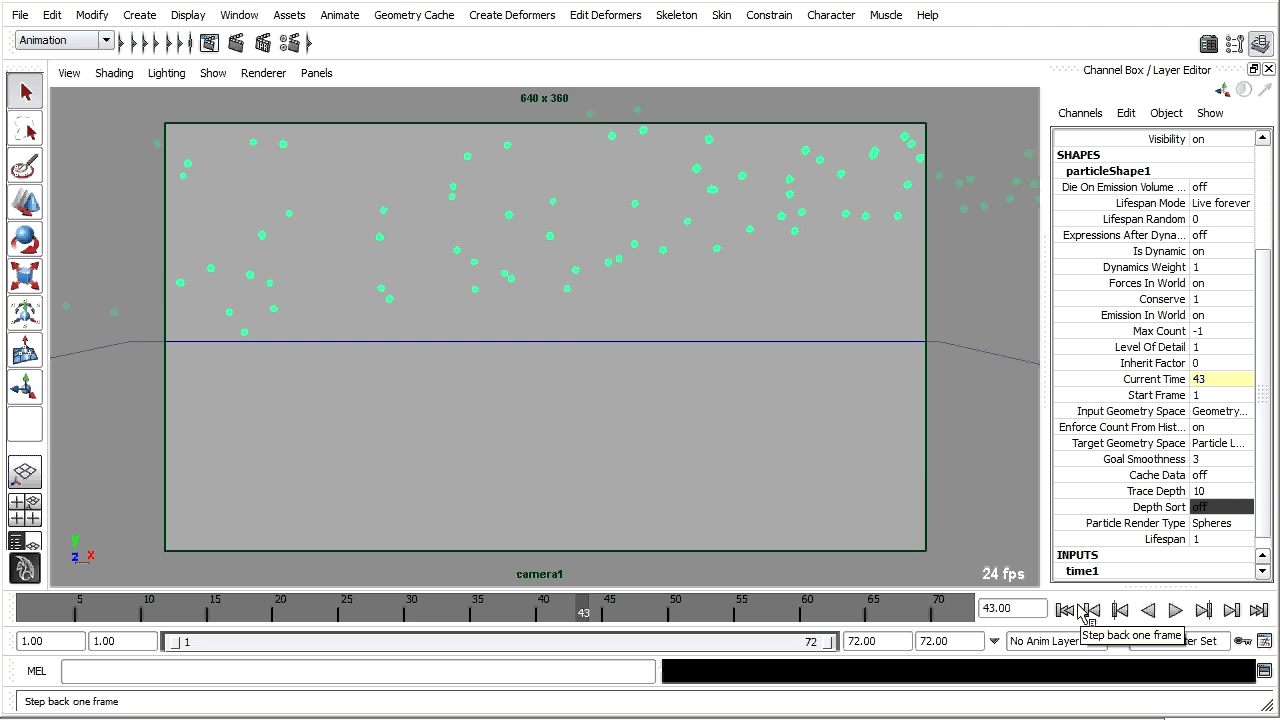 File Edit Modify Create Display Window Assets Animate Geometry Cache Create Deformers Edit Deformers Skeleton Skin Constrain Character Muscle Help
Animation
View Shading Lighting Show Renderer Panels
Channel Box / Layer Editor
Channels Edit Object Show
640 x 360
Visibility on
SHAPES
particleShape1
Die On Emission Volume ... off
Lifespan Mode Live forever
Lifespan Random 0
Expressions After Dyna... off
Is Dynamic on
Dynamics Weight 1
Forces In World on
Conserve 1
Emission In World on
Max Count -1
Level Of Detail 1
Inherit Factor 0
Current Time 43
Start Frame 1
Input Geometry Space Geometry...
Enforce Count From Hist... on
Target Geometry Space Particle L...
Goal Smoothness 3
Cache Data off
Trace Depth 10
Depth Sort off
Particle Render Type Spheres
Lifespan 1
INPUTS
time1
y
z x
camera1
24 fps
5 10 15 20 25 30 35 40 43 45 50 55 60 65 70
43.00
1.00 1.00 1 72 72.00 72.00 No Anim Layer ter Set
Step back one frame
MEL
Step back one frame